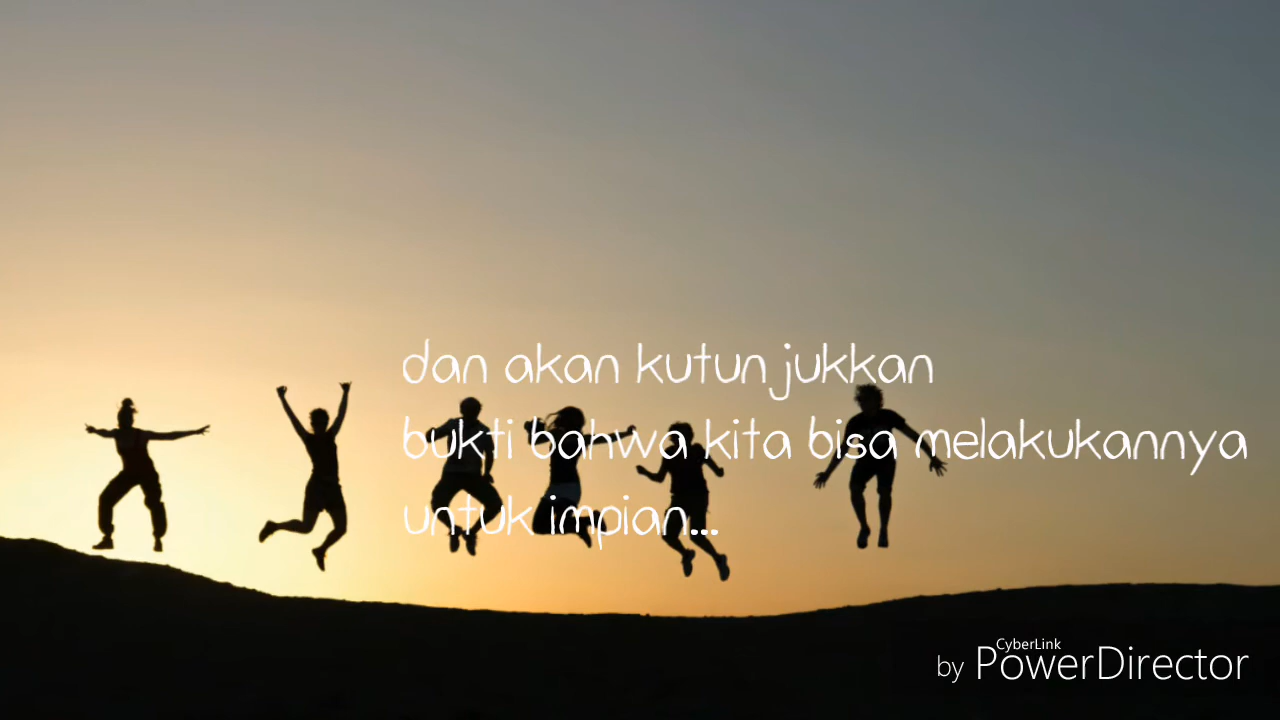 dan akan kutunjukkan
bukti bahwa kita bisa melakukannya
untuk impian...
CyberLink
by PowerDirector